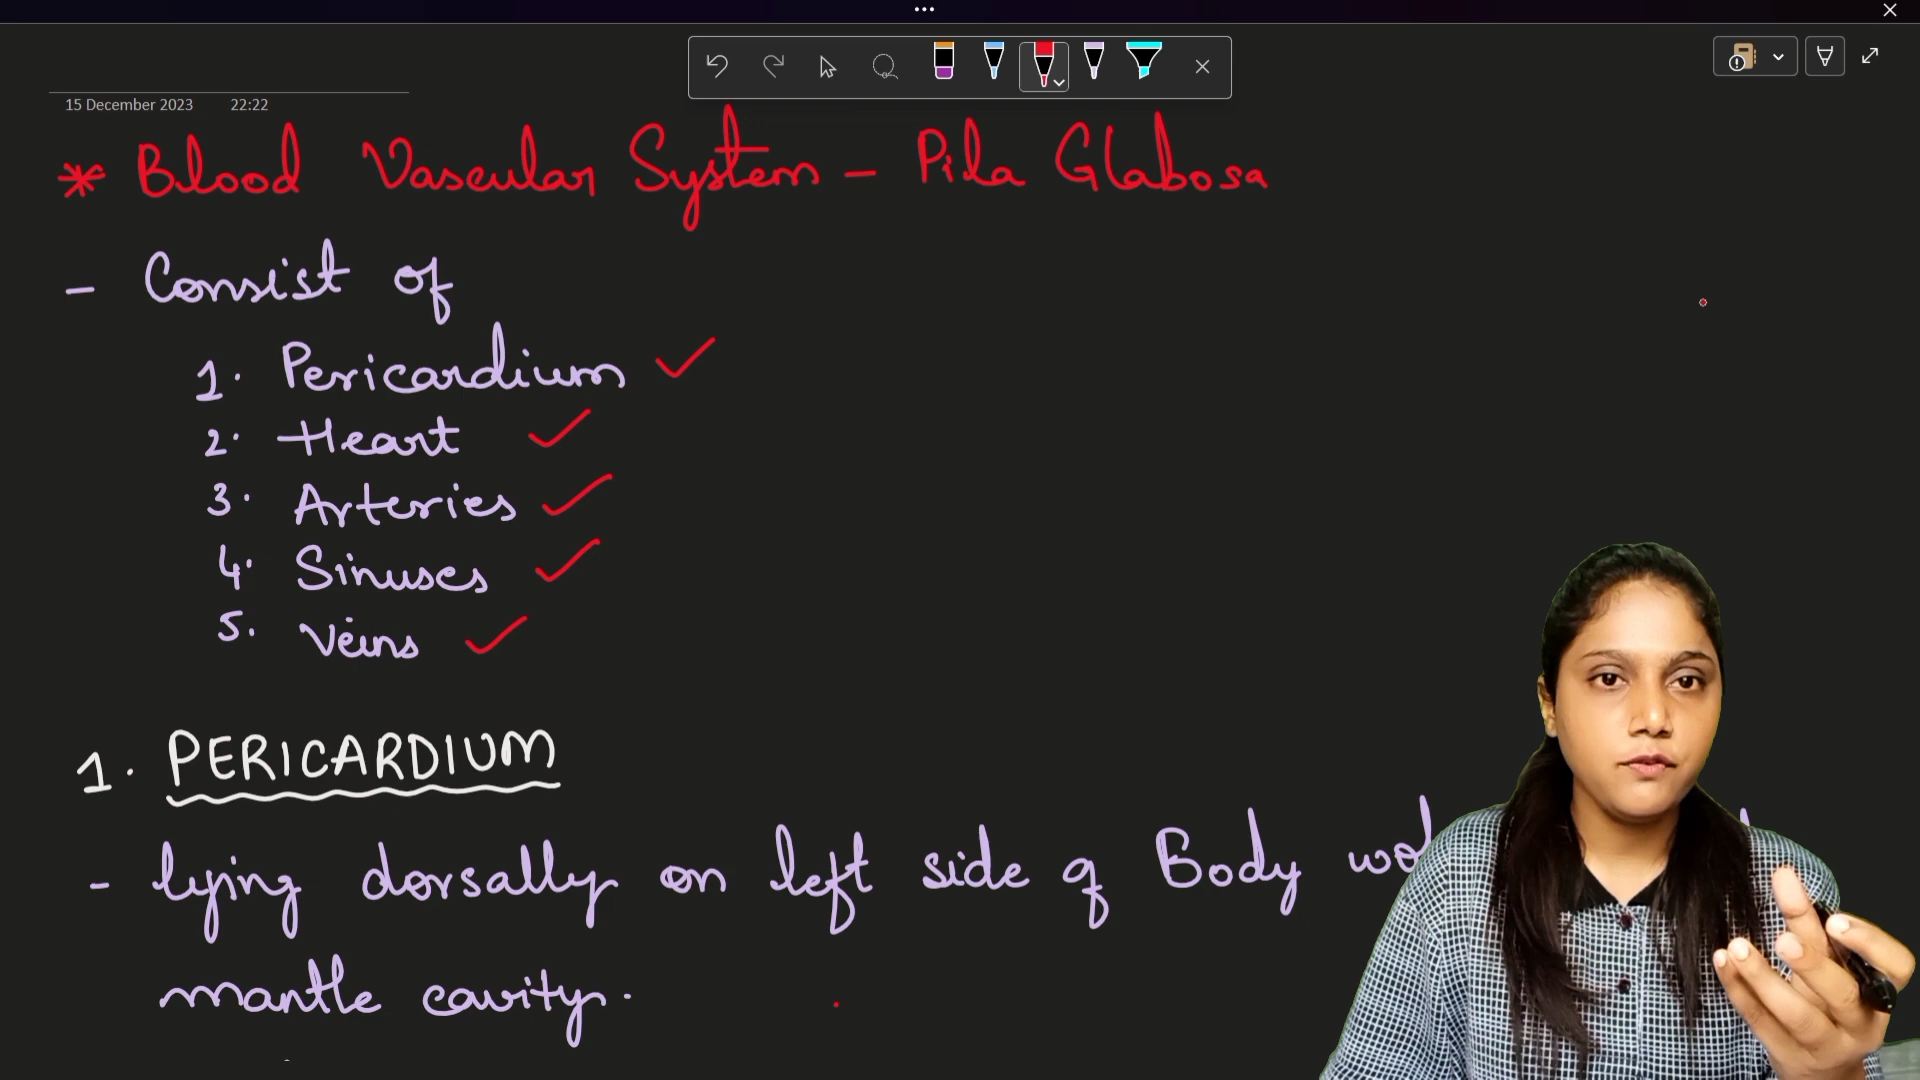 15 December 2023 22:22
* Blood Vascular System - Pila Glabosa
- Consist of
1. Pericardium ✓
2. Heart ✓
3. Arteries ✓
4. Sinuses ✓
5. Veins ✓
1. PERICARDIUM
- lying dorsally on left side of Body
mantle cavity.